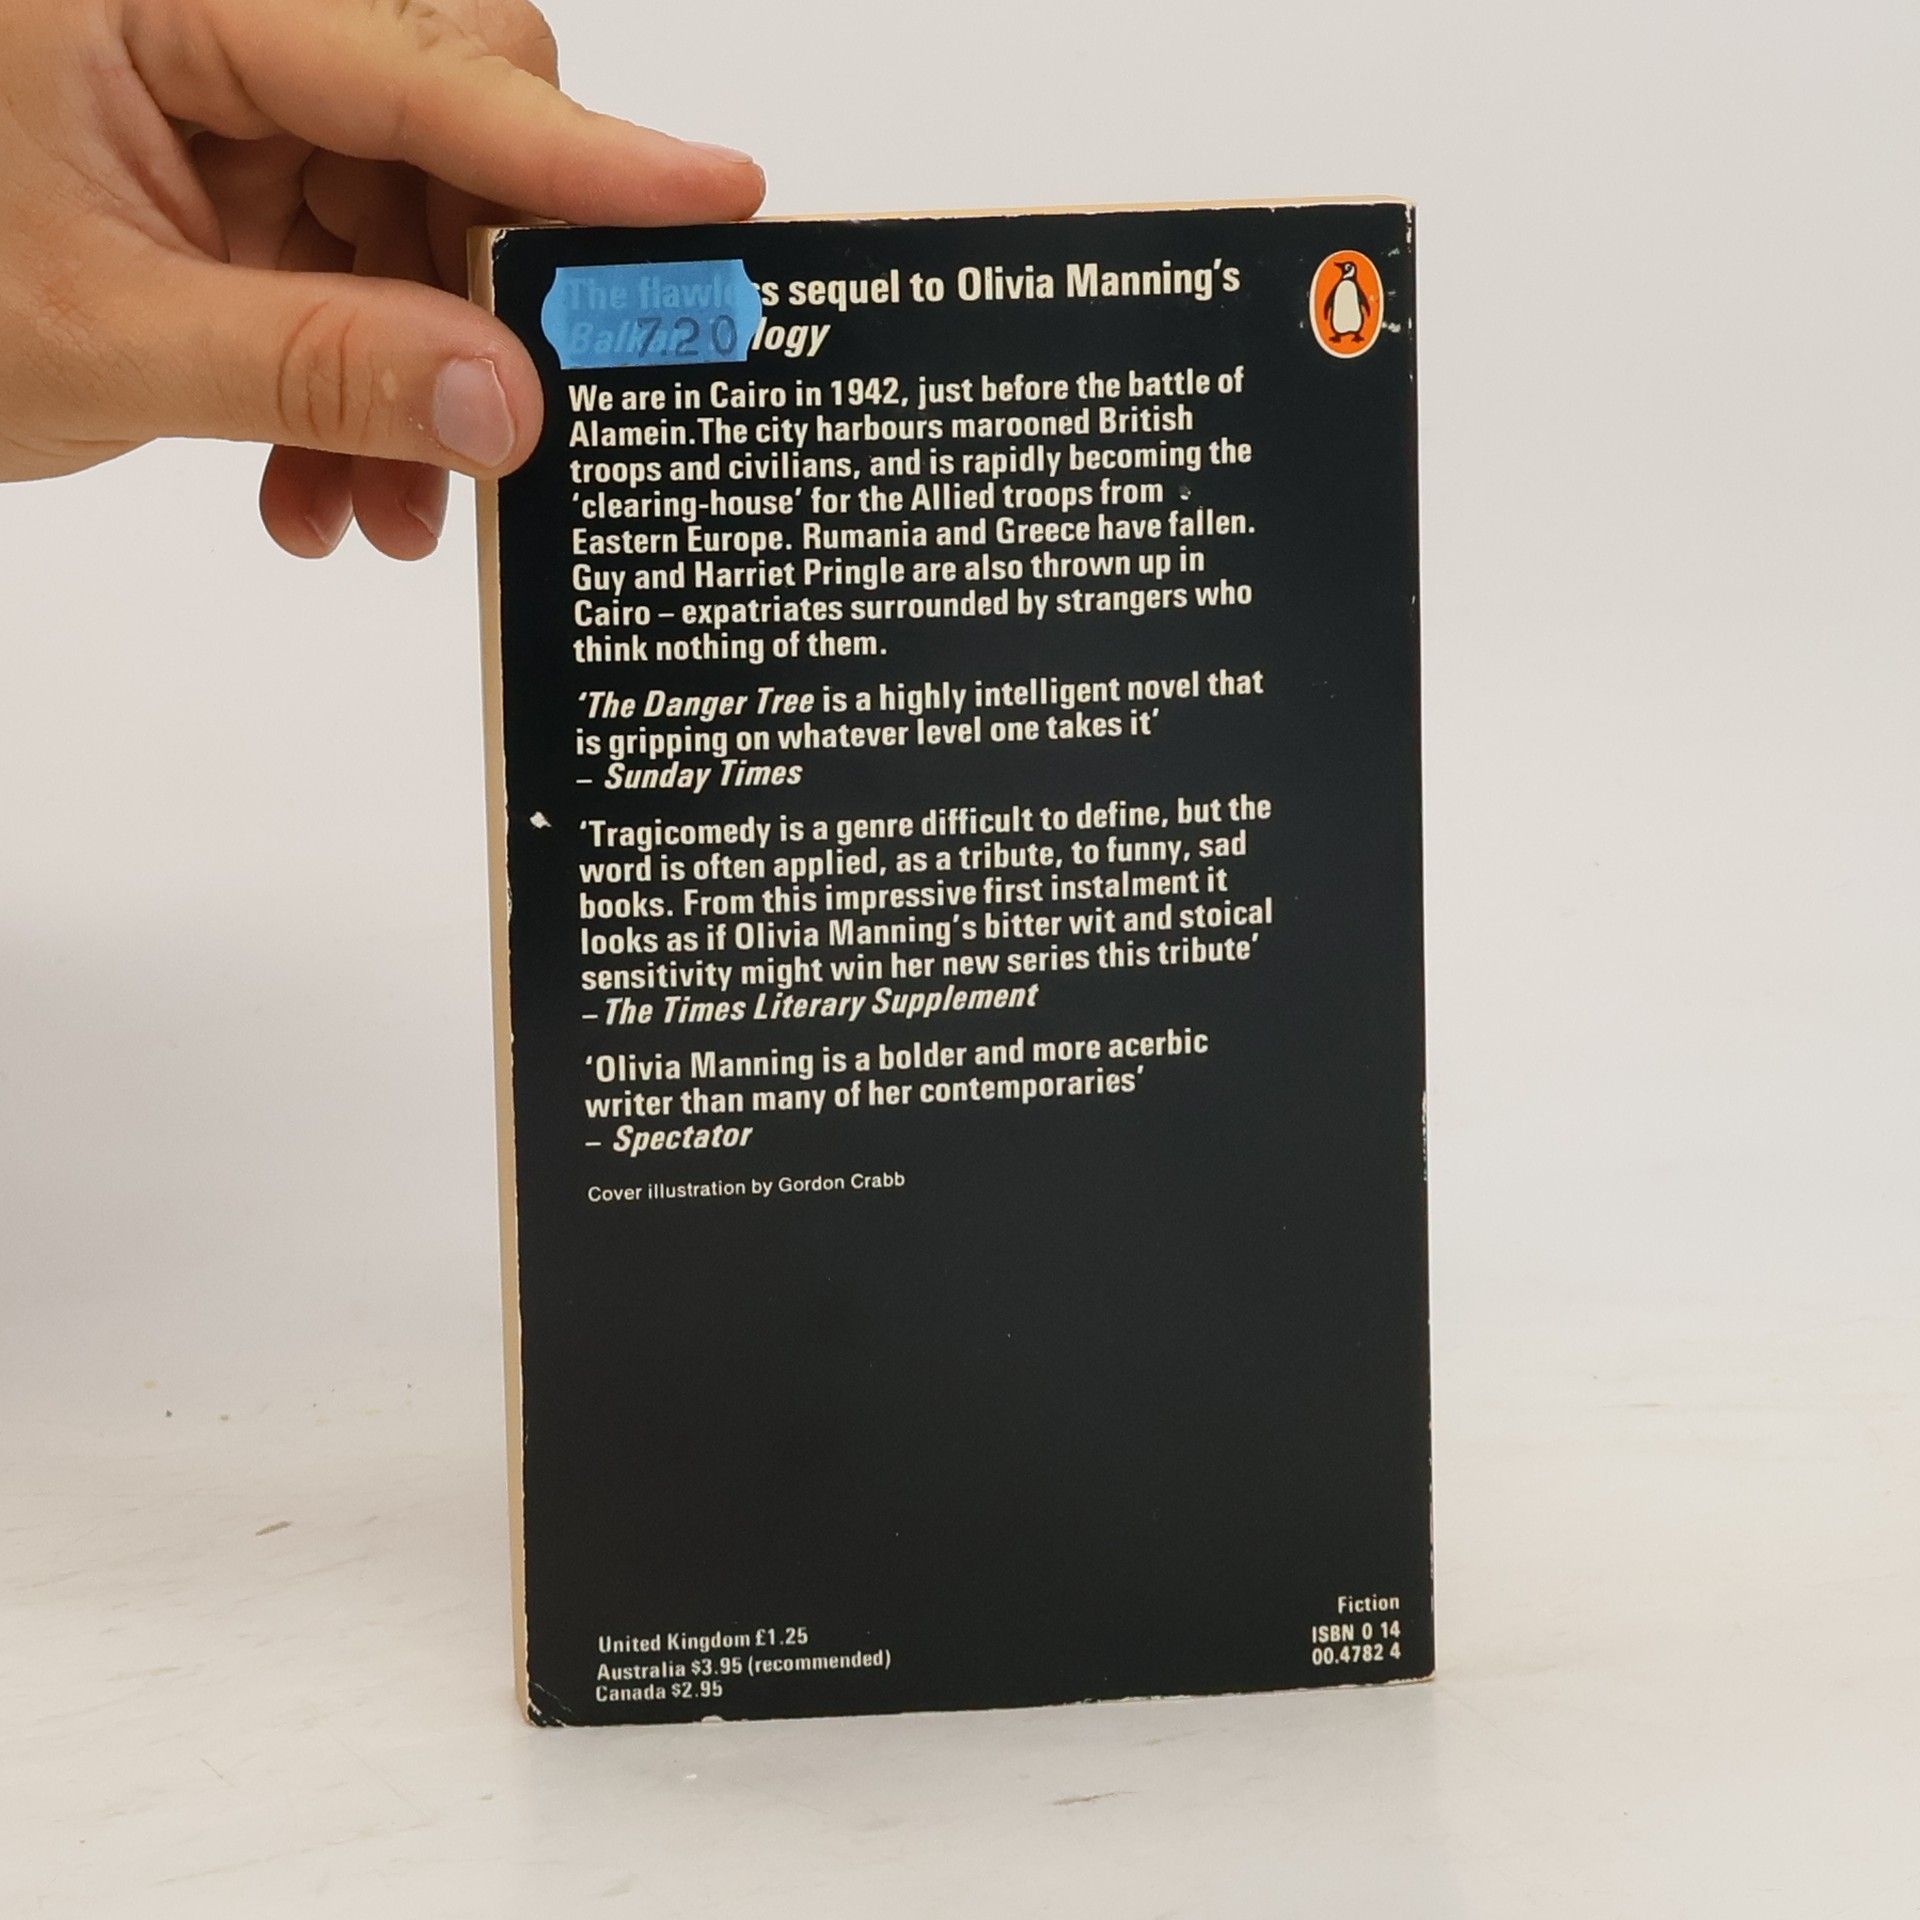 The flawless sequel to Olivia Manning's
Balkan Trilogy
7.20
We are in Cairo in 1942, just before the battle of
Alamein.The city harbours marooned British
troops and civilians, and is rapidly becoming the
‘clearing-house’ for the Allied troops from
Eastern Europe. Rumania and Greece have fallen.
Guy and Harriet Pringle are also thrown up in
Cairo – expatriates surrounded by strangers who
think nothing of them.
‘The Danger Tree is a highly intelligent novel that
is gripping on whatever level one takes it’
– Sunday Times
‘Tragicomedy is a genre difficult to define, but the
word is often applied, as a tribute, to funny, sad
books. From this impressive first instalment it
looks as if Olivia Manning's bitter wit and stoical
sensitivity might win her new series this tribute’
– The Times Literary Supplement
‘Olivia Manning is a bolder and more acerbic
writer than many of her contemporaries’
– Spectator
Cover illustration by Gordon Crabb
United Kingdom £1.25
Australia $3.95 (recommended)
Canada $2.95
Fiction
ISBN 0 14
00.4782 4